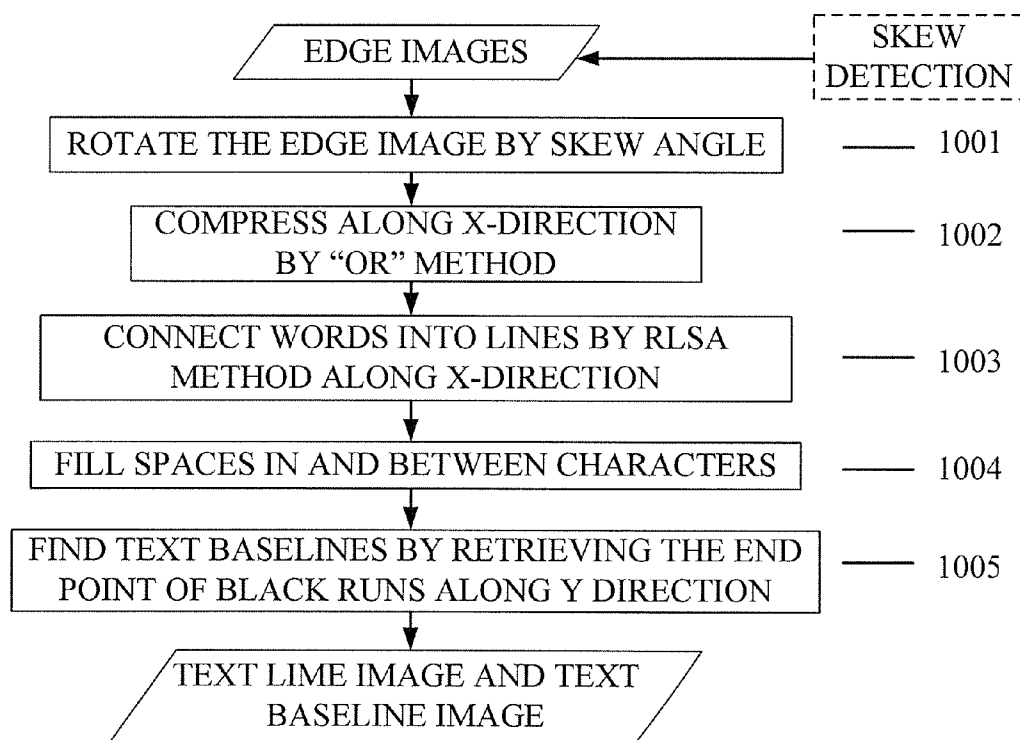 EDGE IMAGES
SKEW
DETECTION
ROTATE THE EDGE IMAGE BY SKEW ANGLE
1001
COMPRESS ALONG X-DIRECTION
BY “OR” METHOD
1002
CONNECT WORDS INTO LINES BY RLSA
METHOD ALONG X-DIRECTION
1003
FILL SPACES IN AND BETWEEN CHARACTERS
1004
FIND TEXT BASELINES BY RETRIEVING THE END
POINT OF BLACK RUNS ALONG Y DIRECTION
1005
TEXT LIME IMAGE AND TEXT
BASELINE IMAGE